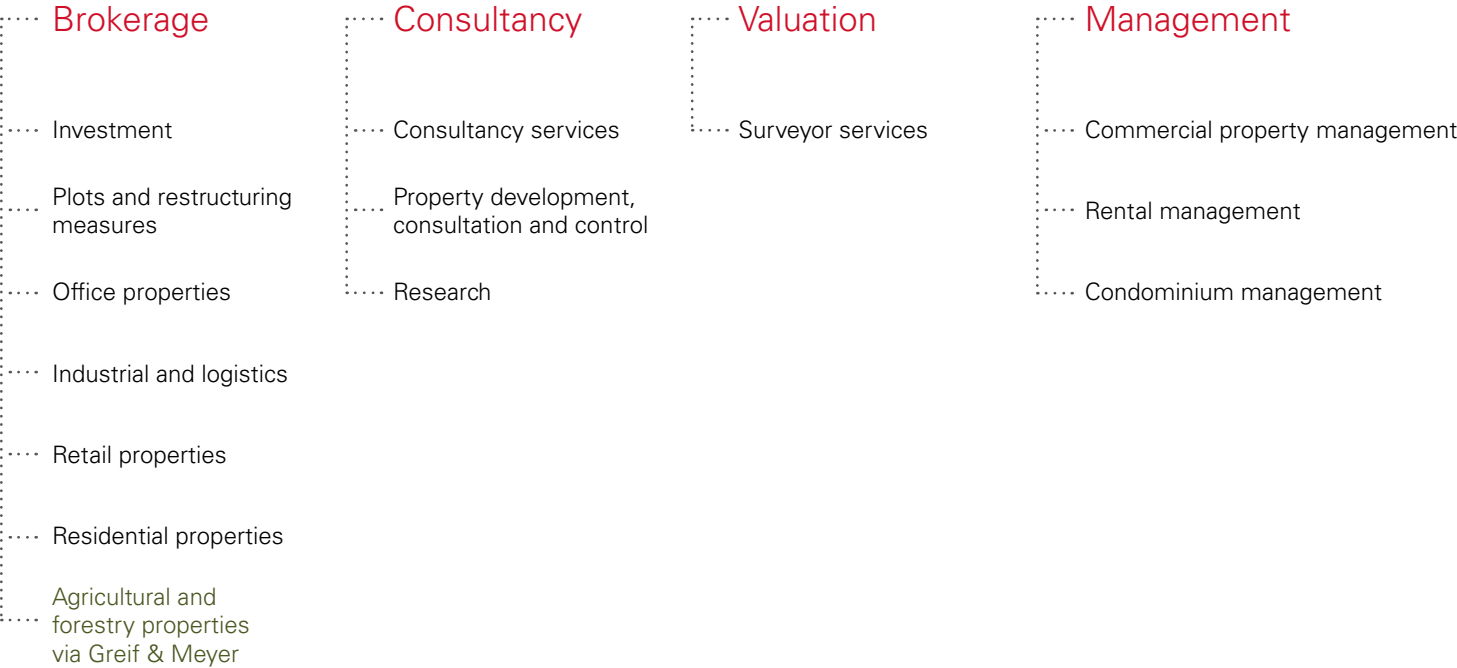 Brokerage
Investment
Plots and restructuring
measures
Office properties
Industrial and logistics
Retail properties
Residential properties
Agricultural and
forestry properties
via Greif & Meyer
Consultancy
Consultancy services
Property development,
consultation and control
Research
Valuation
Surveyor services
Management
Commercial property management
Rental management
Condominium management